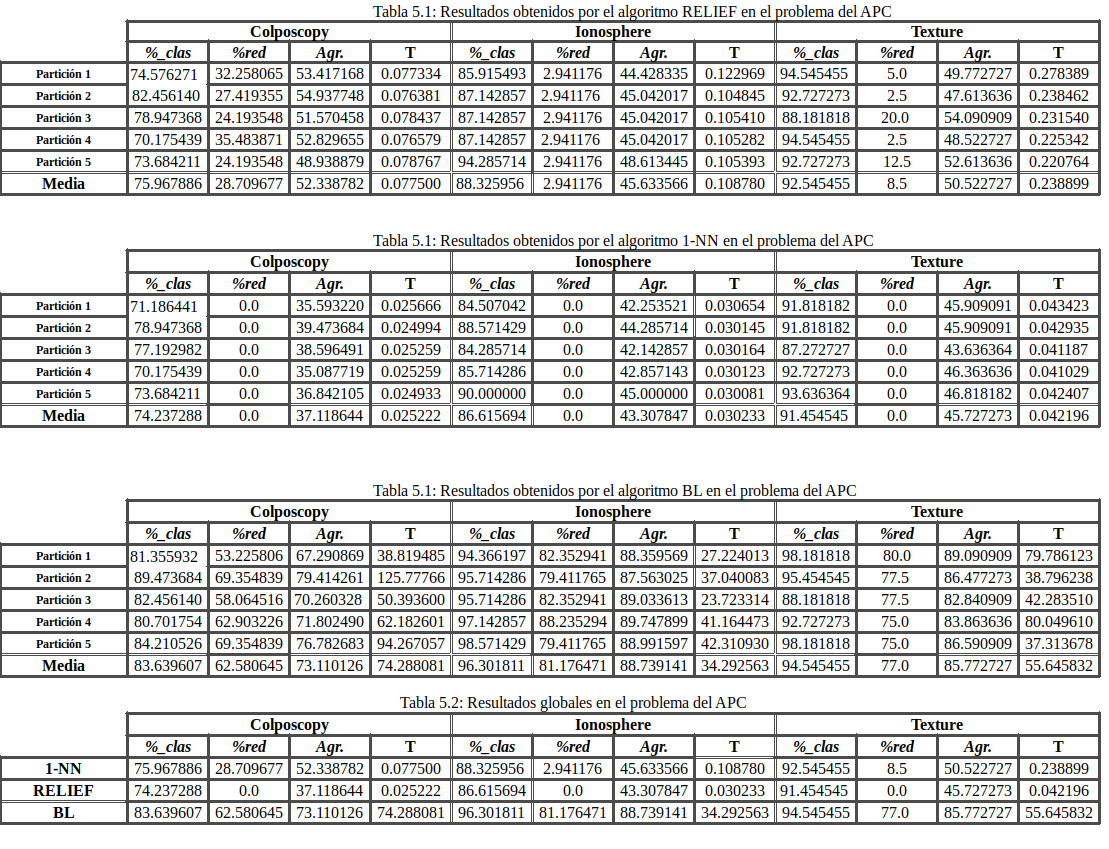 Tabla 5.1: Resultados obtenidos por el algoritmo RELIEF en el problema del APC
Colposcopy Ionosphere Texture
%_clas %red Agr. T %_clas %red Agr. T %_clas %red Agr. T
Partición 1 74.576271 32.258065 53.417168 0.077334 85.915493 2.941176 44.428335 0.122969 94.545455 5.0 49.772727 0.278389
Partición 2 82.456140 27.419355 54.937748 0.076381 87.142857 2.941176 45.042017 0.104845 92.727273 2.5 47.613636 0.238462
Partición 3 78.947368 24.193548 51.570458 0.078437 87.142857 2.941176 45.042017 0.105410 88.181818 20.0 54.090909 0.231540
Partición 4 70.175439 35.483871 52.829655 0.076579 87.142857 2.941176 45.042017 0.105282 94.545455 2.5 48.522727 0.225342
Partición 5 73.684211 24.193548 48.938879 0.078767 94.285714 2.941176 48.613445 0.105393 92.727273 12.5 52.613636 0.220764
Media 75.967886 28.709677 52.338782 0.077500 88.325956 2.941176 45.633566 0.108780 92.545455 8.5 50.522727 0.238899
Tabla 5.1: Resultados obtenidos por el algoritmo 1-NN en el problema del APC
Colposcopy Ionosphere Texture
%_clas %red Agr. T %_clas %red Agr. T %_clas %red Agr. T
Partición 1 71.186441 0.0 35.593220 0.025666 84.507042 0.0 42.253521 0.030654 91.818182 0.0 45.909091 0.043423
Partición 2 78.947368 0.0 39.473684 0.024994 88.571429 0.0 44.285714 0.030145 91.818182 0.0 45.909091 0.042935
Partición 3 77.192982 0.0 38.596491 0.025259 84.285714 0.0 42.142857 0.030164 87.272727 0.0 43.636364 0.041187
Partición 4 70.175439 0.0 35.087719 0.025259 85.714286 0.0 42.857143 0.030123 92.727273 0.0 46.363636 0.041029
Partición 5 73.684211 0.0 36.842105 0.024933 90.000000 0.0 45.000000 0.030081 93.636364 0.0 46.818182 0.042407
Media 74.237288 0.0 37.118644 0.025222 86.615694 0.0 43.307847 0.030233 91.454545 0.0 45.727273 0.042196
Tabla 5.1: Resultados obtenidos por el algoritmo BL en el problema del APC
Colposcopy Ionosphere Texture
%_clas %red Agr. T %_clas %red Agr. T %_clas %red Agr. T
Partición 1 81.355932 53.225806 67.290869 38.819485 94.366197 82.352941 88.359569 27.224013 98.181818 80.0 89.090909 79.786123
Partición 2 89.473684 69.354839 79.414261 125.77766 95.714286 79.411765 87.563025 37.040083 95.454545 77.5 86.477273 38.796238
Partición 3 82.456140 58.064516 70.260328 50.393600 95.714286 82.352941 89.033613 23.723314 88.181818 77.5 82.840909 42.283510
Partición 4 80.701754 62.903226 71.802490 62.182601 97.142857 88.235294 89.747899 41.164473 92.727273 75.0 83.863636 80.049610
Partición 5 84.210526 69.354839 76.782683 94.267057 98.571429 79.411765 88.991597 42.310930 98.181818 75.0 86.590909 37.313678
Media 83.639607 62.580645 73.110126 74.288081 96.301811 81.176471 88.739141 34.292563 94.545455 77.0 85.772727 55.645832
Tabla 5.2: Resultados globales en el problema del APC
Colposcopy Ionosphere Texture
%_clas %red Agr. T %_clas %red Agr. T %_clas %red Agr. T
1-NN 75.967886 28.709677 52.338782 0.077500 88.325956 2.941176 45.633566 0.108780 92.545455 8.5 50.522727 0.238899
RELIEF 74.237288 0.0 37.118644 0.025222 86.615694 0.0 43.307847 0.030233 91.454545 0.0 45.727273 0.042196
BL 83.639607 62.580645 73.110126 74.288081 96.301811 81.176471 88.739141 34.292563 94.545455 77.0 85.772727 55.645832